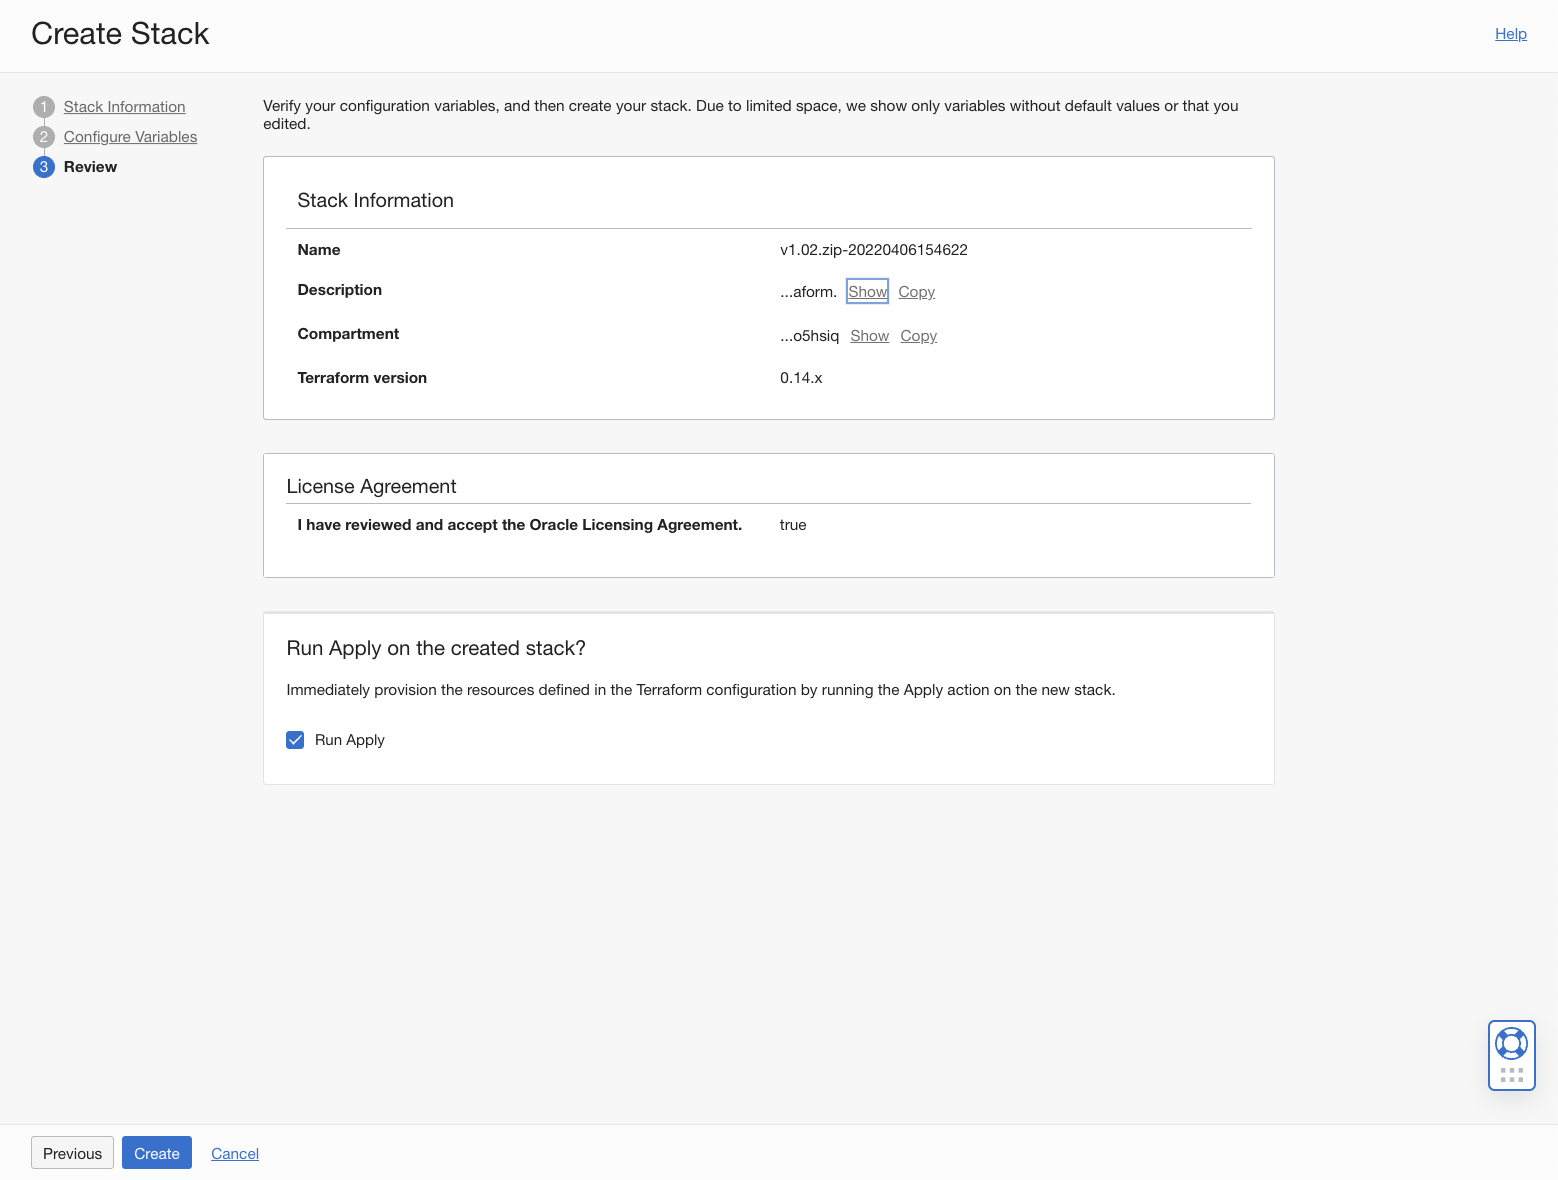 Create Stack
Help
1 Stack Information
2 Configure Variables
3 Review
Verify your configuration variables, and then create your stack. Due to limited space, we show only variables without default values or that you
edited.
Stack Information
Name v1.02.zip-20220406154622
Description ...aform. Show Copy
Compartment ...o5hsiq Show Copy
Terraform version 0.14.x
License Agreement
I have reviewed and accept the Oracle Licensing Agreement. true
Run Apply on the created stack?
Immediately provision the resources defined in the Terraform configuration by running the Apply action on the new stack.
Run Apply
Previous Create Cancel